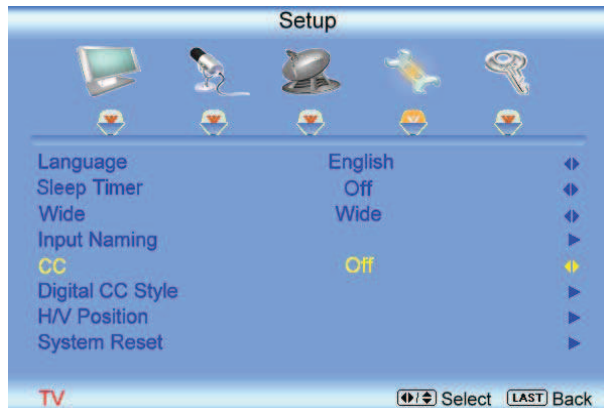 Setup
Language English
Sleep Timer Off
Wide Wide
Input Naming
CC Off
Digital CC Style
H/V Position
System Reset
TV / Select LAST Back